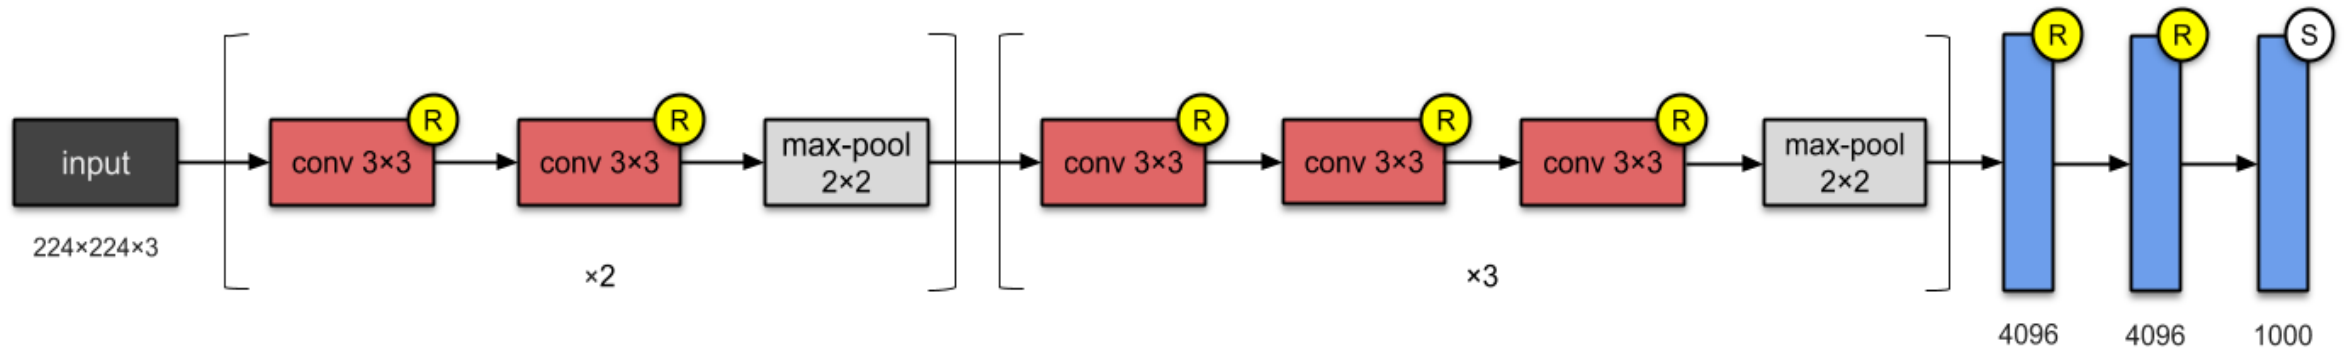 input
224×224×3
conv 3×3
R
conv 3×3
R
max-pool
2×2
×2
conv 3×3
R
conv 3×3
R
conv 3×3
R
max-pool
2×2
×3
R
4096
R
4096
S
1000